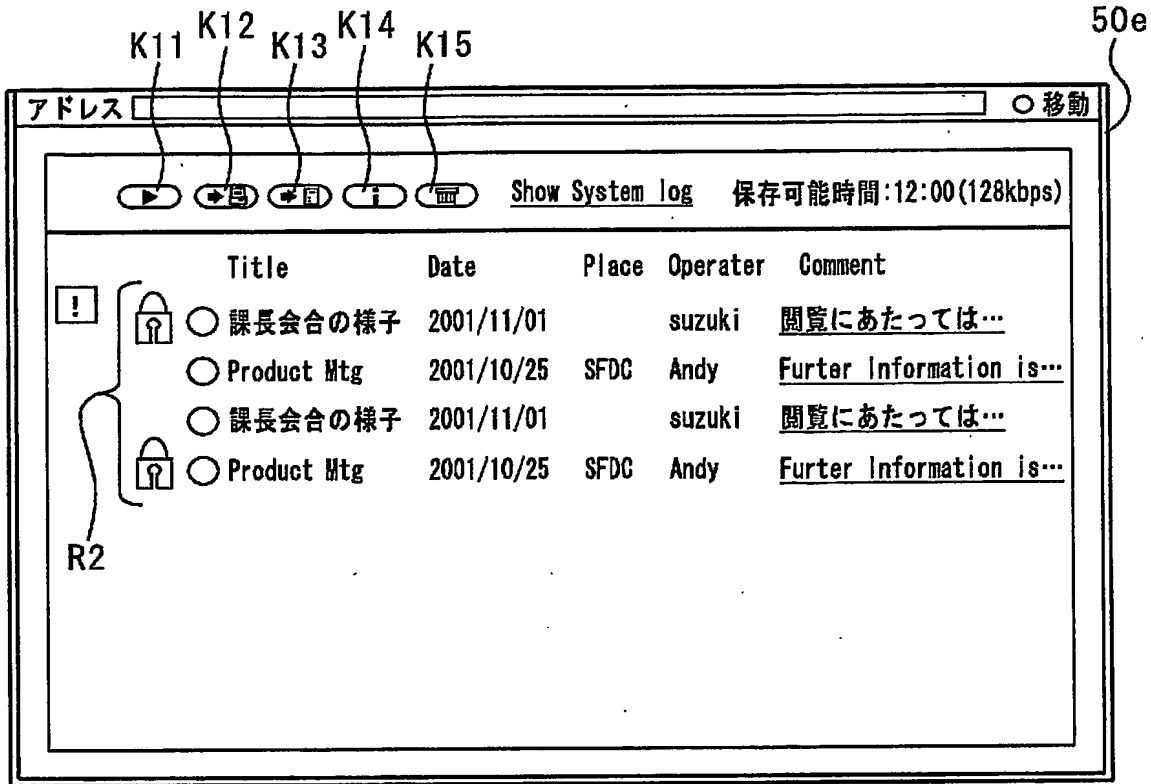 K11 K12 K13 K14 K15 50e
アドレス 移動
i Show System log 保存可能時間:12:00(128kbps)
Title Date Place Operater Comment
! 課長会合の様子 2001/11/01 suzuki 閲覧にあたっては…
Product Mtg 2001/10/25 SFDC Andy Furter Information is…
課長会合の様子 2001/11/01 suzuki 閲覧にあたっては…
Product Mtg 2001/10/25 SFDC Andy Furter Information is…
R2